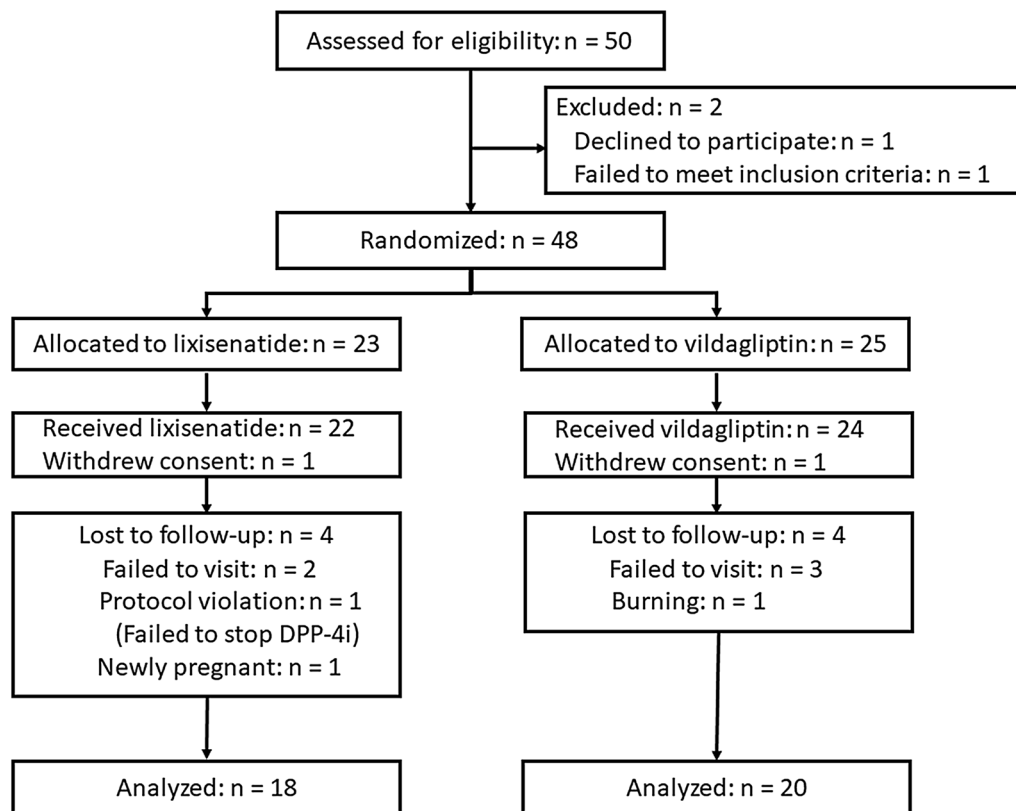 Assessed for eligibility: n = 50
Excluded: n = 2
Declined to participate: n = 1
Failed to meet inclusion criteria: n = 1
Randomized: n = 48
Allocated to lixisenatide: n = 23
Allocated to vildagliptin: n = 25
Received lixisenatide: n = 22
Withdrew consent: n = 1
Received vildagliptin: n = 24
Withdrew consent: n = 1
Lost to follow-up: n = 4
Failed to visit: n = 2
Protocol violation: n = 1
(Failed to stop DPP-4i)
Newly pregnant: n = 1
Lost to follow-up: n = 4
Failed to visit: n = 3
Burning: n = 1
Analyzed: n = 18
Analyzed: n = 20